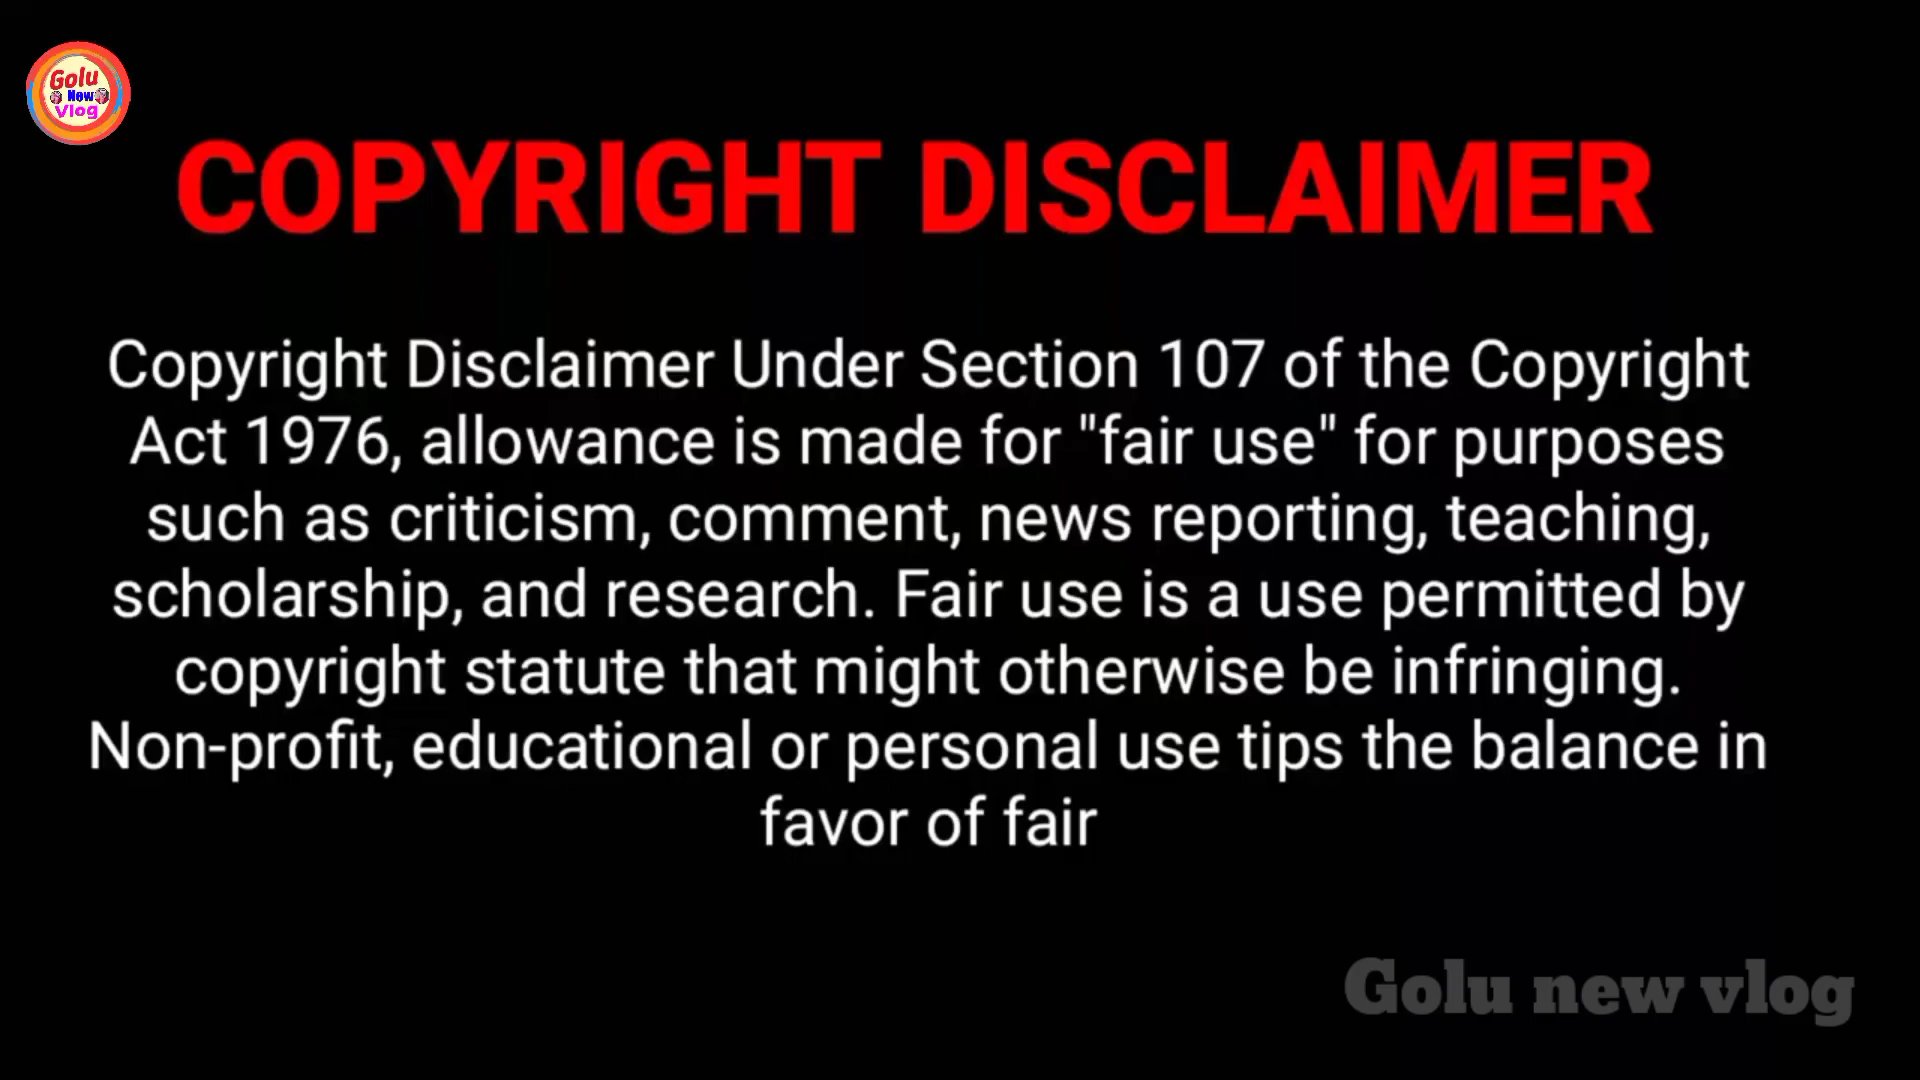 Golu
New
Vlog
COPYRIGHT DISCLAIMER
Copyright Disclaimer Under Section 107 of the Copyright
Act 1976, allowance is made for "fair use" for purposes
such as criticism, comment, news reporting, teaching,
scholarship, and research. Fair use is a use permitted by
copyright statute that might otherwise be infringing.
Non-profit, educational or personal use tips the balance in
favor of fair
Golu new vlog